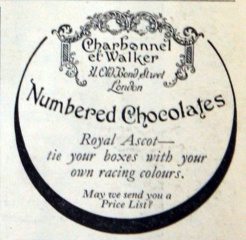 Charbonnel
et Walker
31, Old Bond Street
London
Numbered Chocolates
Royal Ascot—
tie your boxes with your
own racing colours.
May we send you a
Price List?